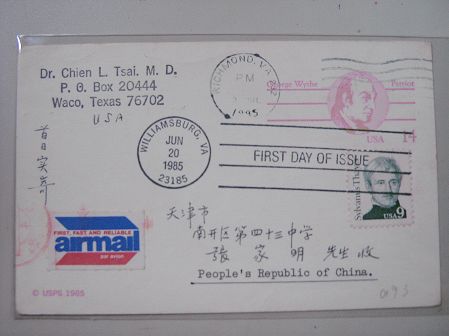 Dr. Chien L. Tsai. M. D.
P. O. Box 20444
Waco, Texas 76702
USA
首日实寄
RICHMOND, VA
PM
1985
George Wythe
Patriot
USA 14
WILLIAMSBURG, VA
JUN
20
1985
23185
FIRST DAY OF ISSUE
Sylvanus Thayer
USA 9
FIRST, FAST AND RELIABLE
airmail
par avion
天津市
南开区第四十三中学
張家明 先生 收
People's Republic of China.
© USPS 1985